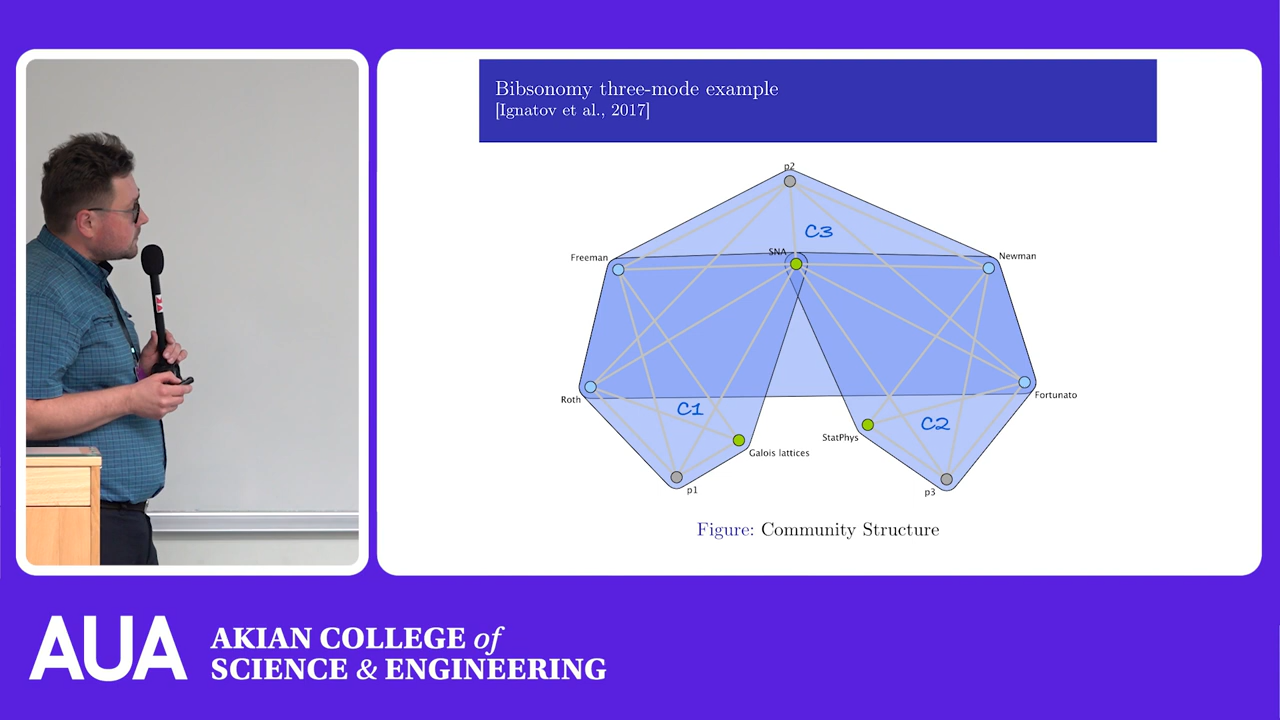 Bibsonomy three-mode example
[Ignatov et al., 2017]
p2
C3
SNA
Freeman
Newman
Roth
Fortunato
C1
C2
StatPhys
Galois lattices
p1
p3
Figure: Community Structure
AUA
AKIAN COLLEGE of
SCIENCE & ENGINEERING